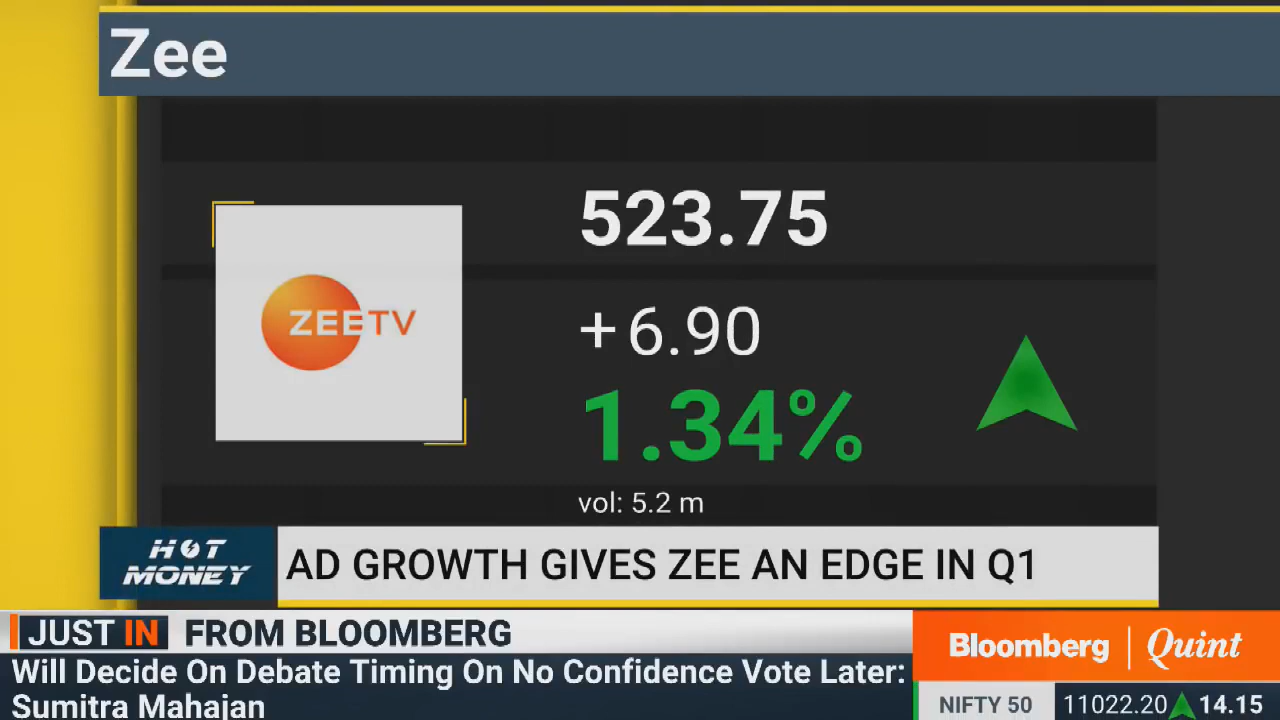 Zee
ZEETV
523.75
+6.90
1.34%
vol: 5.2 m
HOT
MONEY
AD GROWTH GIVES ZEE AN EDGE IN Q1
JUST IN FROM BLOOMBERG
Will Decide On Debate Timing On No Confidence Vote Later:
Sumitra Mahajan
Bloomberg | Quint
NIFTY 50 11022.20 14.15